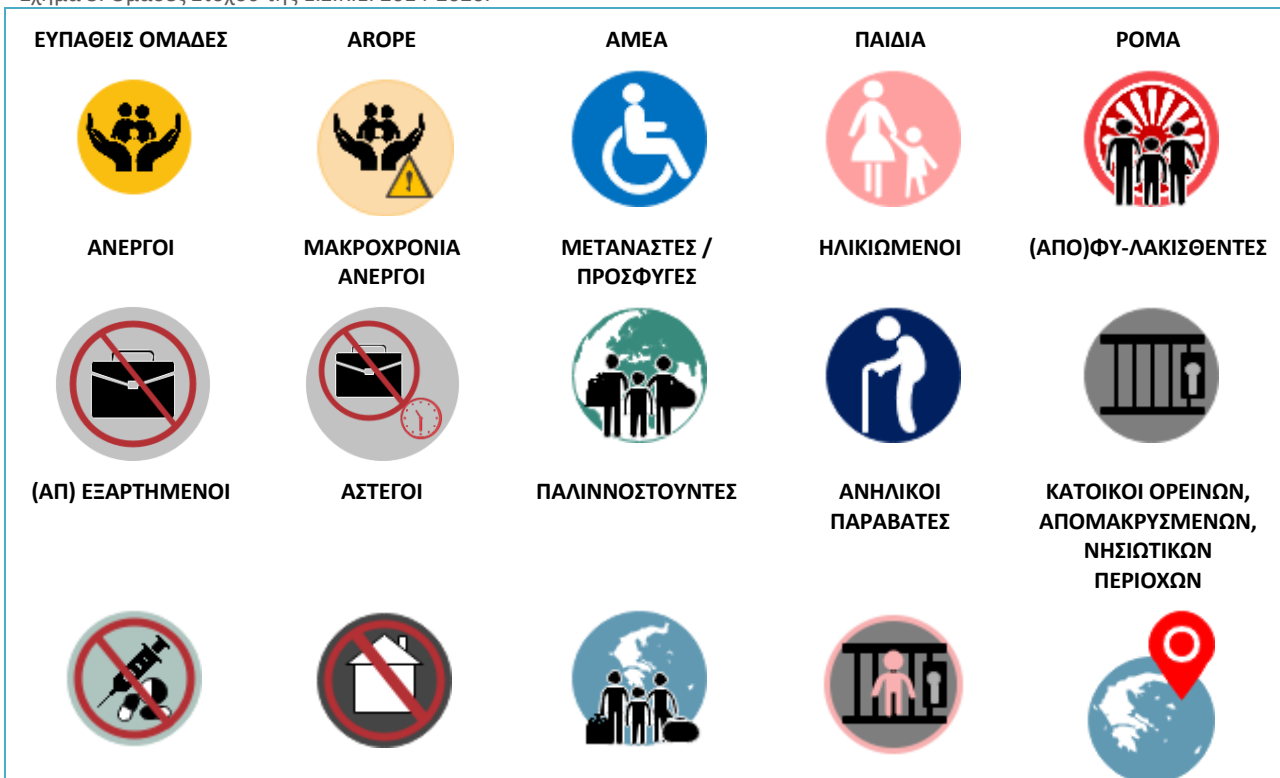 ΕΥΠΑΘΕΙΣ ΟΜΑΔΕΣ
AROPE
ΑΜΕΑ
ΠΑΙΔΙΑ
ΡΟΜΑ
ΑΝΕΡΓΟΙ
ΜΑΚΡΟΧΡΟΝΙΑ
ΑΝΕΡΓΟΙ
ΜΕΤΑΝΑΣΤΕΣ /
ΠΡΟΣΦΥΓΕΣ
ΗΛΙΚΙΩΜΕΝΟΙ
(ΑΠΟ)ΦΥ-ΛΑΚΙΣΘΕΝΤΕΣ
(ΑΠ) ΕΞΑΡΤΗΜΕΝΟΙ
ΑΣΤΕΓΟΙ
ΠΑΛΙΝΝΟΣΤΟΥΝΤΕΣ
ΑΝΗΛΙΚΟΙ
ΠΑΡΑΒΑΤΕΣ
ΚΑΤΟΙΚΟΙ ΟΡΕΙΝΩΝ,
ΑΠΟΜΑΚΡΥΣΜΕΝΩΝ,
ΝΗΣΙΩΤΙΚΩΝ
ΠΕΡΙΟΧΩΝ